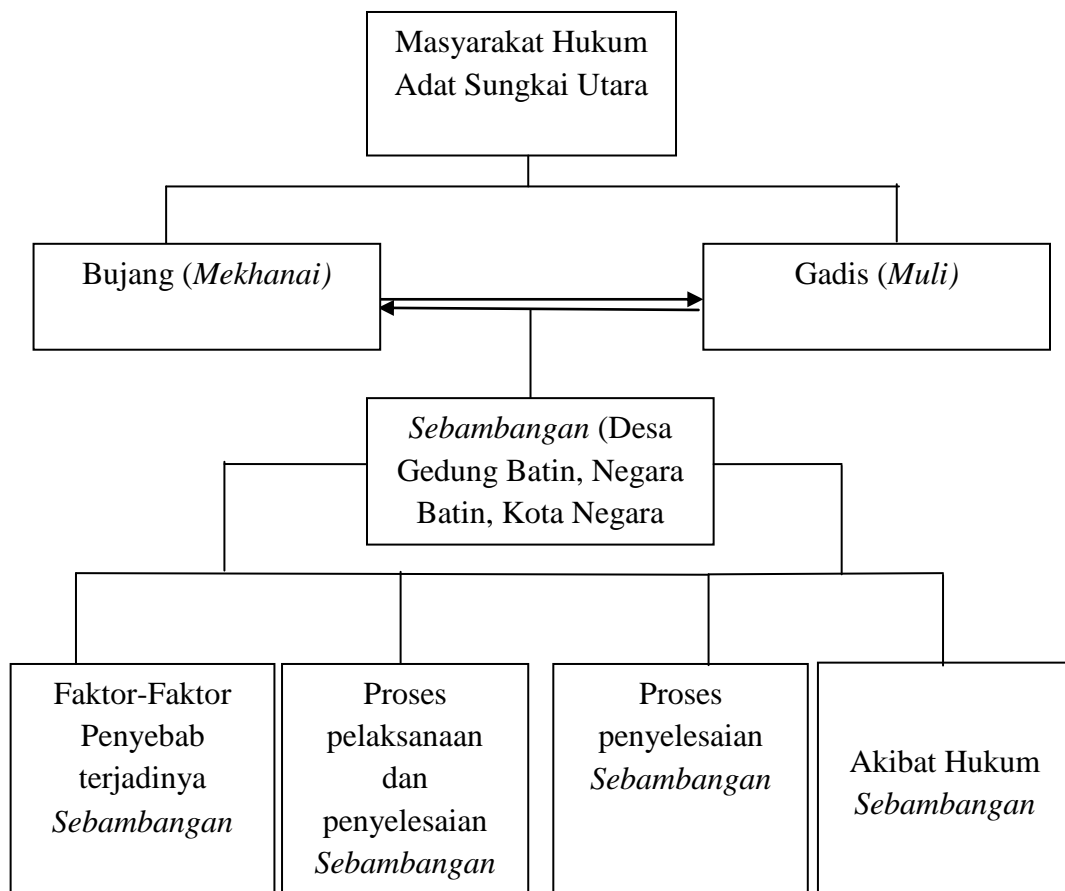 Masyarakat Hukum
Adat Sungkai Utara
Bujang (Mekhanai)
Gadis (Muli)
Sebambangan (Desa
Gedung Batin, Negara
Batin, Kota Negara
Faktor-Faktor
Penyebab
terjadinya
Sebambangan
Proses
pelaksanaan
dan
penyelesaian
Sebambangan
Proses
penyelesaian
Sebambangan
Akibat Hukum
Sebambangan